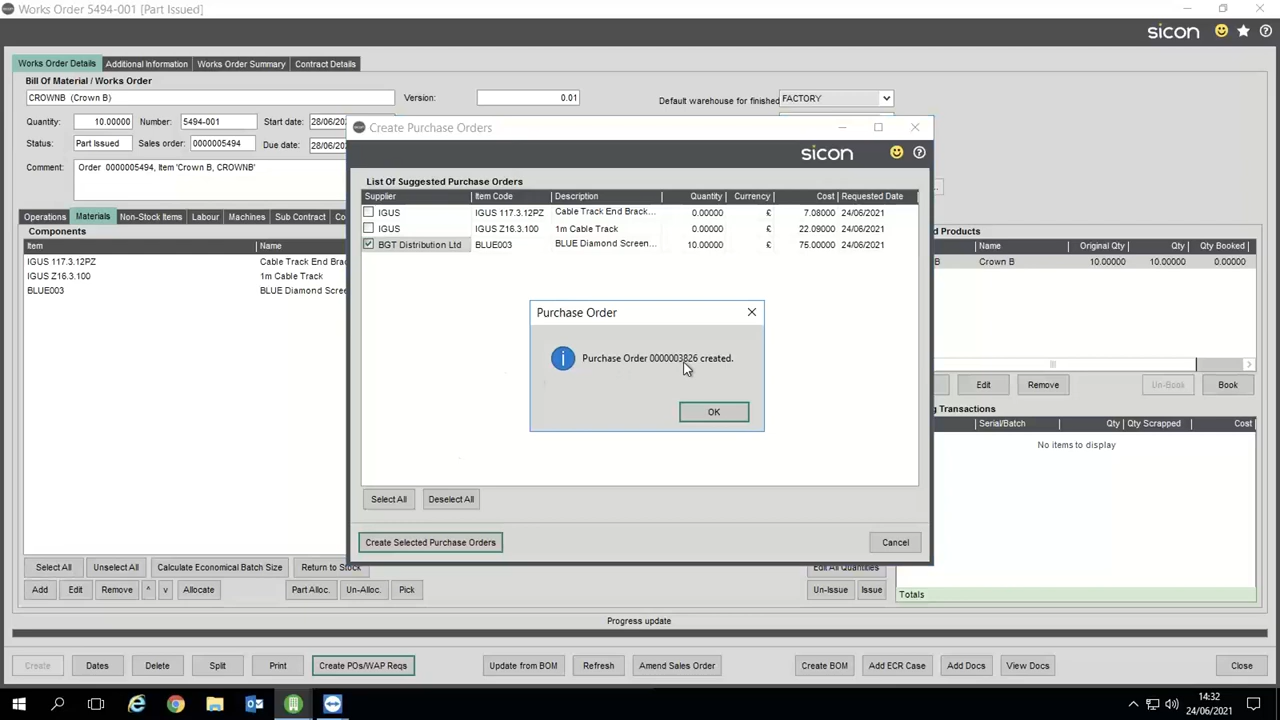 Works Order 5494-001 [Part Issued]
sicon
Works Order Details Additional Information Works Order Summary Contract Details
Bill Of Material / Works Order
CROWNB (Crown B) Version: 0.01 Default warehouse for finished FACTORY
Quantity: 10.00000 Number: 5494-001 Start date: 28/06/
Status: Part Issued Sales order: 0000005494 Due date: 28/06/
Comment: Order 0000005494, Item 'Crown B, CROWNB'
Operations Materials Non-Stock Items Labour Machines Sub Contract Co
Components
Item Name
IGUS 117.3.12PZ Cable Track End Brac
IGUS Z16.3.100 1m Cable Track
BLUE003 BLUE Diamond Scree
Select All Unselect All Calculate Economical Batch Size Return to Stock
Add Edit Remove ^ v Allocate Part Alloc. Un-Alloc. Pick
Create Purchase Orders
sicon
List Of Suggested Purchase Orders
Supplier Item Code Description Quantity Currency Cost Requested Date
IGUS IGUS 117.3.12PZ Cable Track End Brack... 0.00000 £ 7.08000 24/06/2021
IGUS IGUS Z16.3.100 1m Cable Track 0.00000 £ 22.09000 24/06/2021
BGT Distribution Ltd BLUE003 BLUE Diamond Screen... 10.00000 £ 75.00000 24/06/2021
Purchase Order
Purchase Order 0000003826 created.
OK
Select All Deselect All
Create Selected Purchase Orders Cancel
d Products
Name Original Qty Qty Qty Booked
B Crown B 10.00000 10.00000 0.00000
Edit Remove Un-Book Book
g Transactions
Serial/Batch Qty Qty Scrapped Cost
No items to display
Edit All Quantities
Un-Issue Issue Totals
Progress update
Create Dates Delete Split Print Create POs/WAP Reqs Update from BOM Refresh Amend Sales Order Create BOM Add ECR Case Add Docs View Docs Close
14:32
24/06/2021